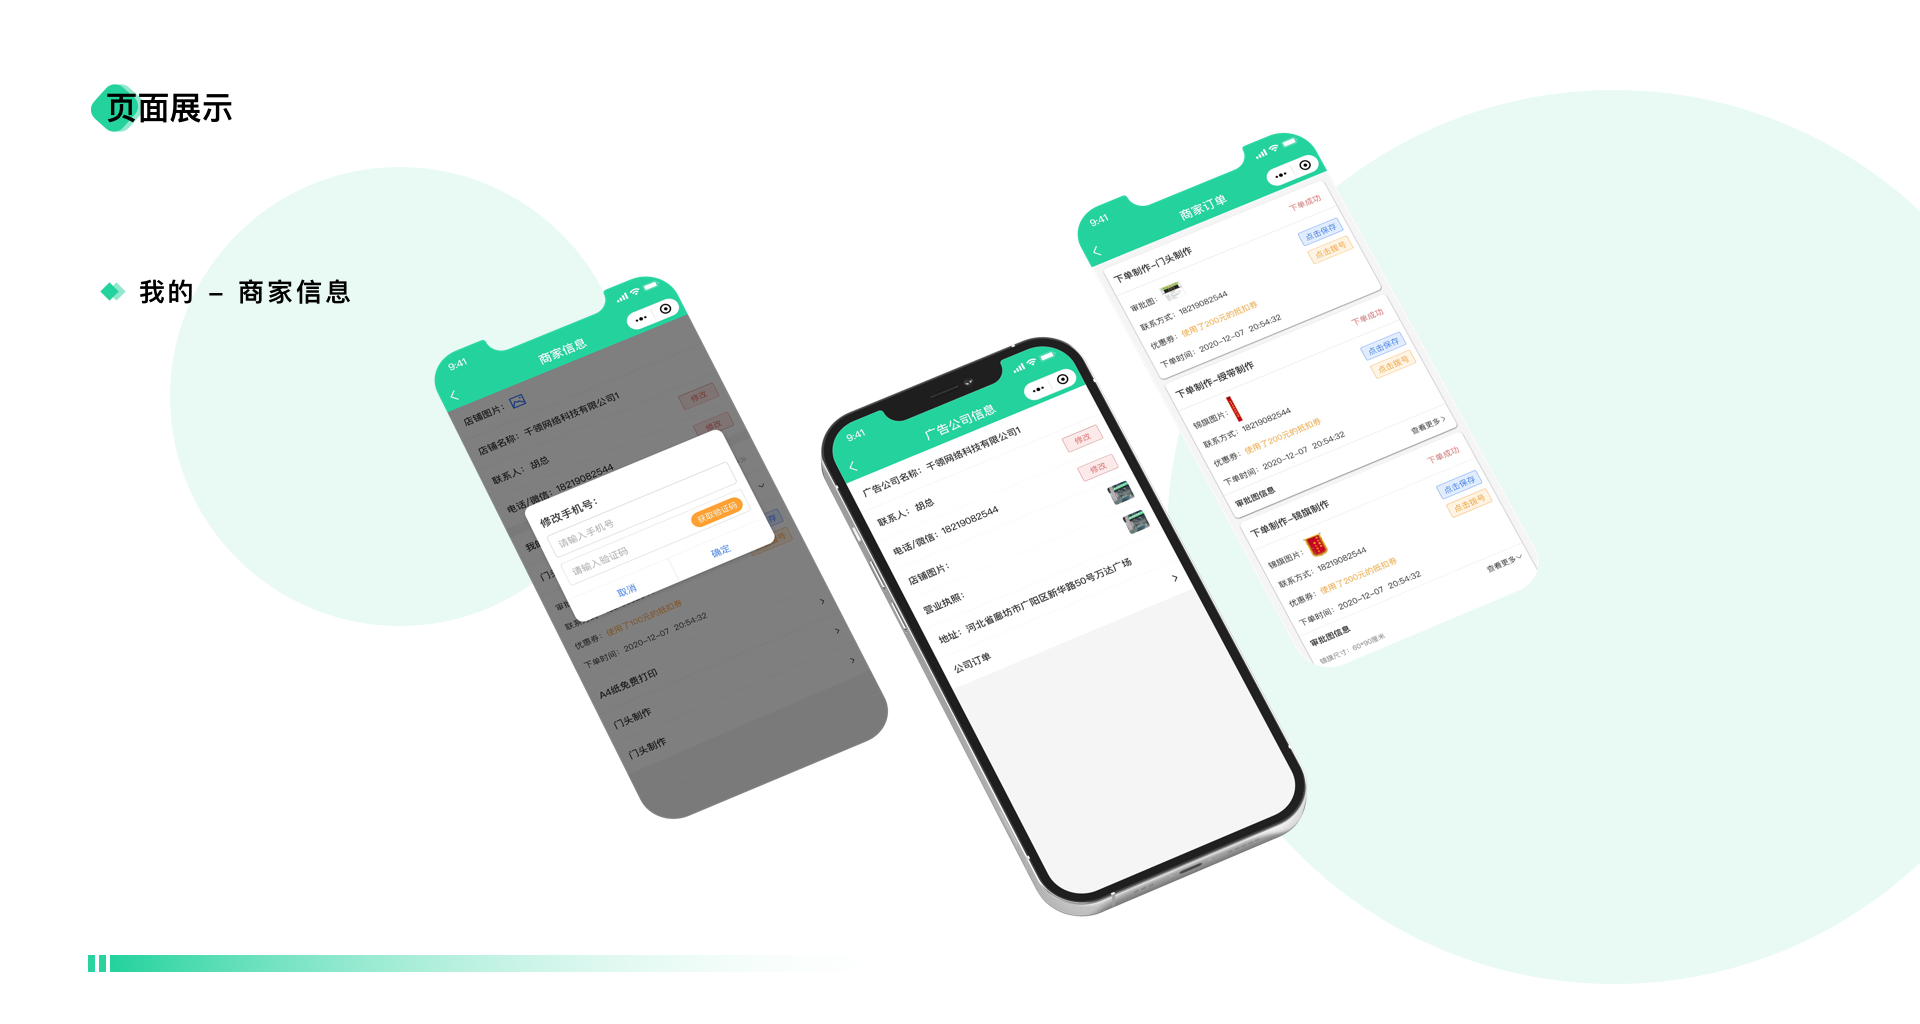 页面展示
我的 – 商家信息
9:41
商家信息
店铺图片：
店铺名称：千领网络科技有限公司1
修改
联系人：胡总
修改
电话/微信：18219082544
修改手机号：
请输入手机号
请输入验证码
获取验证码
取消
确定
优惠券：使用了100元的抵扣券
下单时间：2020-12-07 20:54:32
A4纸免费打印
门头制作
门头制作
9:41
广告公司信息
广告公司名称：千领网络科技有限公司1
联系人：胡总
修改
电话/微信：18219082544
修改
店铺图片：
营业执照：
地址：河北省廊坊市广阳区新华路50号万达广场
公司订单
9:41
商家订单
下单制作-门头制作
下单成功
审批图：
点击保存
联系方式：18219082544
点击拨号
优惠券：使用了200元的抵扣券
下单时间：2020-12-07 20:54:32
下单制作-绶带制作
下单成功
锦旗图片：
点击保存
联系方式：18219082544
点击拨号
优惠券：使用了200元的抵扣券
下单时间：2020-12-07 20:54:32
审批图信息
查看更多
下单制作-锦旗制作
下单成功
锦旗图片：
点击保存
联系方式：18219082544
点击拨号
优惠券：使用了200元的抵扣券
下单时间：2020-12-07 20:54:32
审批图信息
查看更多
锦旗尺寸：60*90厘米